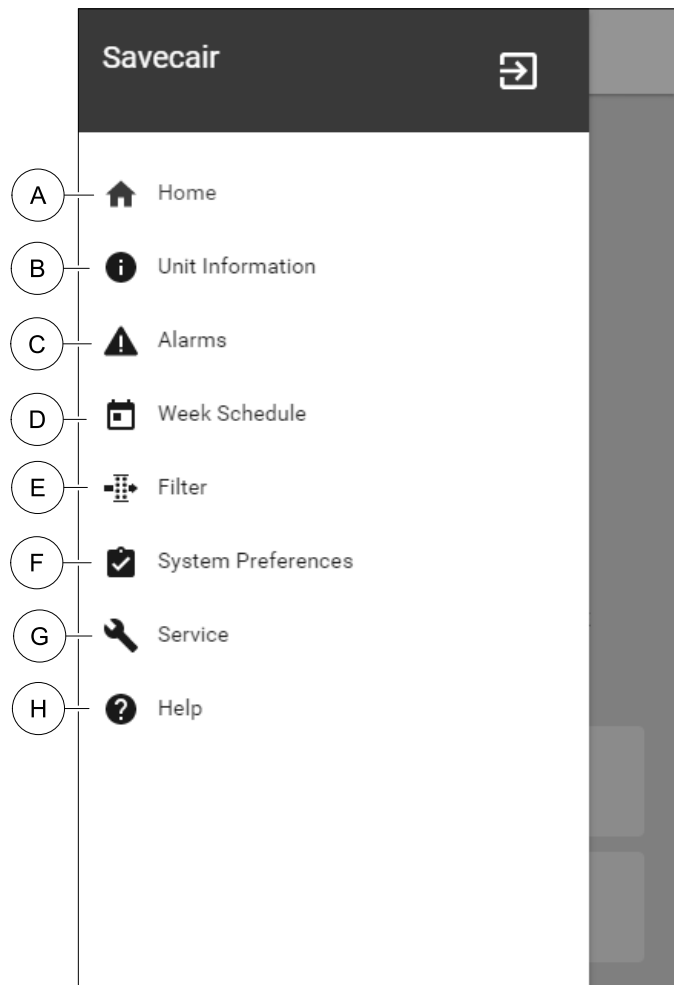 Savecair
A Home
B Unit Information
C Alarms
D Week Schedule
E Filter
F System Preferences
G Service
H Help